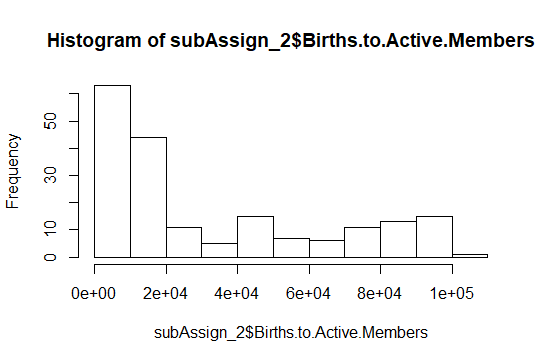 Histogram of subAssign_2$Births.to.Active.Members
Frequency
50
30
10
0
0e+00 2e+04 4e+04 6e+04 8e+04 1e+05
subAssign_2$Births.to.Active.Members